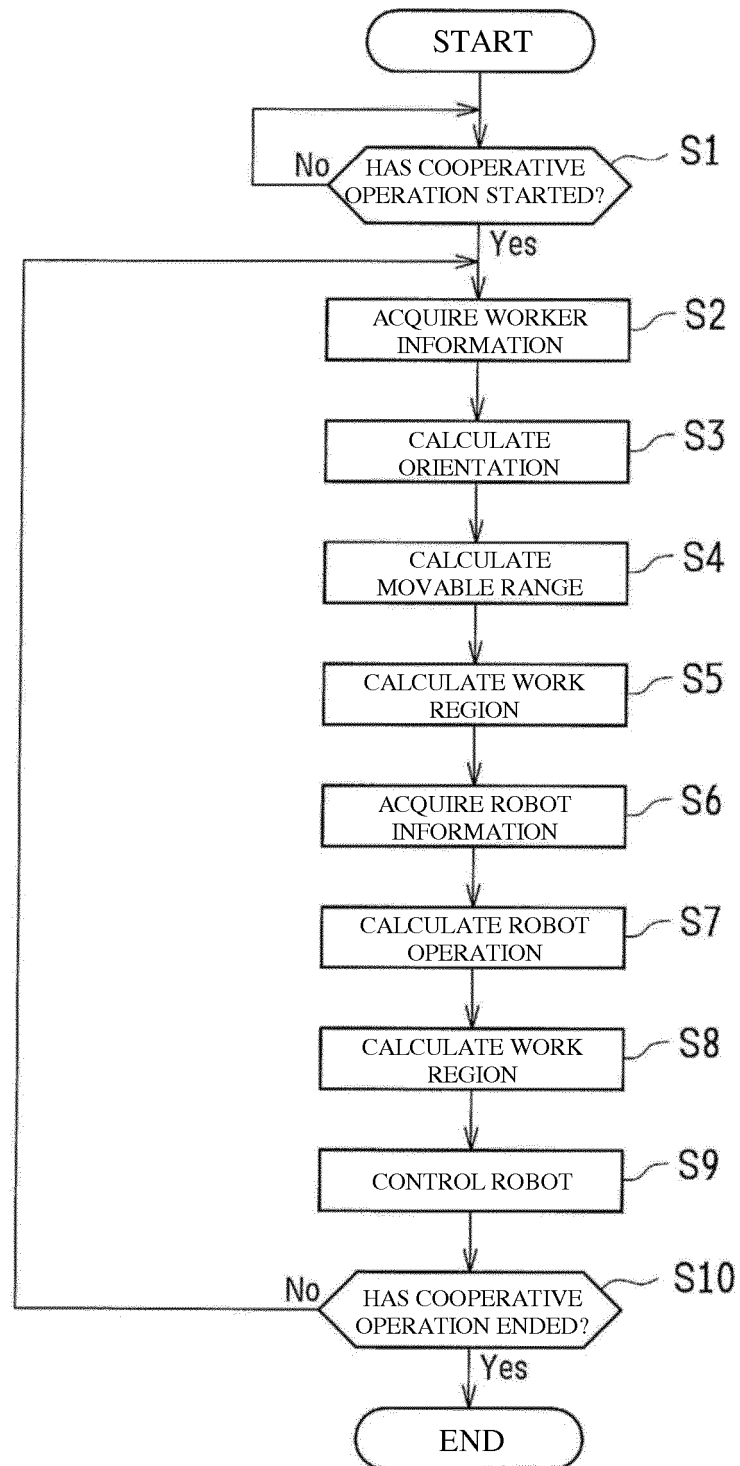 START
HAS COOPERATIVE
OPERATION STARTED?
S1
No
Yes
ACQUIRE WORKER
INFORMATION
S2
CALCULATE
ORIENTATION
S3
CALCULATE
MOVABLE RANGE
S4
CALCULATE WORK
REGION
S5
ACQUIRE ROBOT
INFORMATION
S6
CALCULATE ROBOT
OPERATION
S7
CALCULATE WORK
REGION
S8
CONTROL ROBOT
S9
No
HAS COOPERATIVE
OPERATION ENDED?
S10
Yes
END